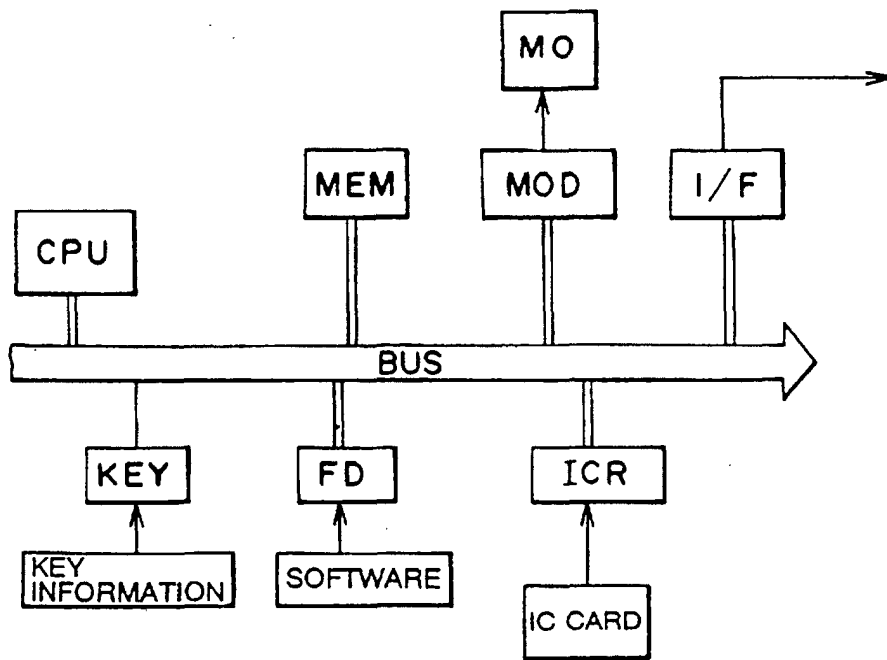 MO
MEM
MOD
I/F
CPU
BUS
KEY
FD
ICR
KEY
INFORMATION
SOFTWARE
IC CARD